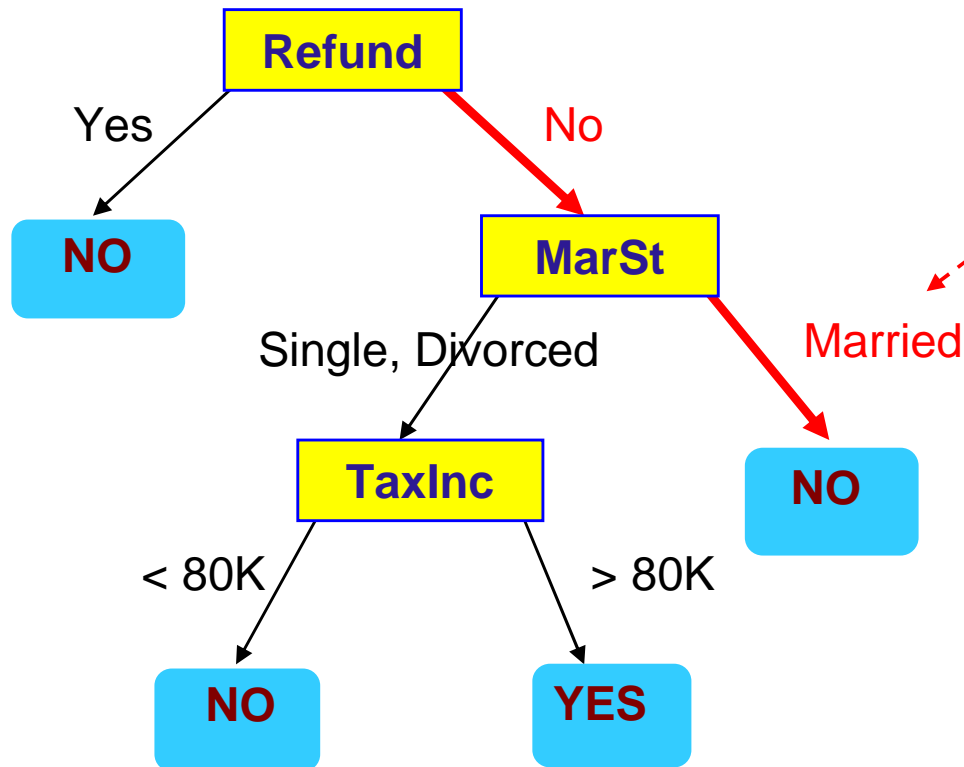 Refund
Yes
No
NO
MarSt
Single, Divorced
Married
TaxInc
NO
< 80K
> 80K
NO
YES